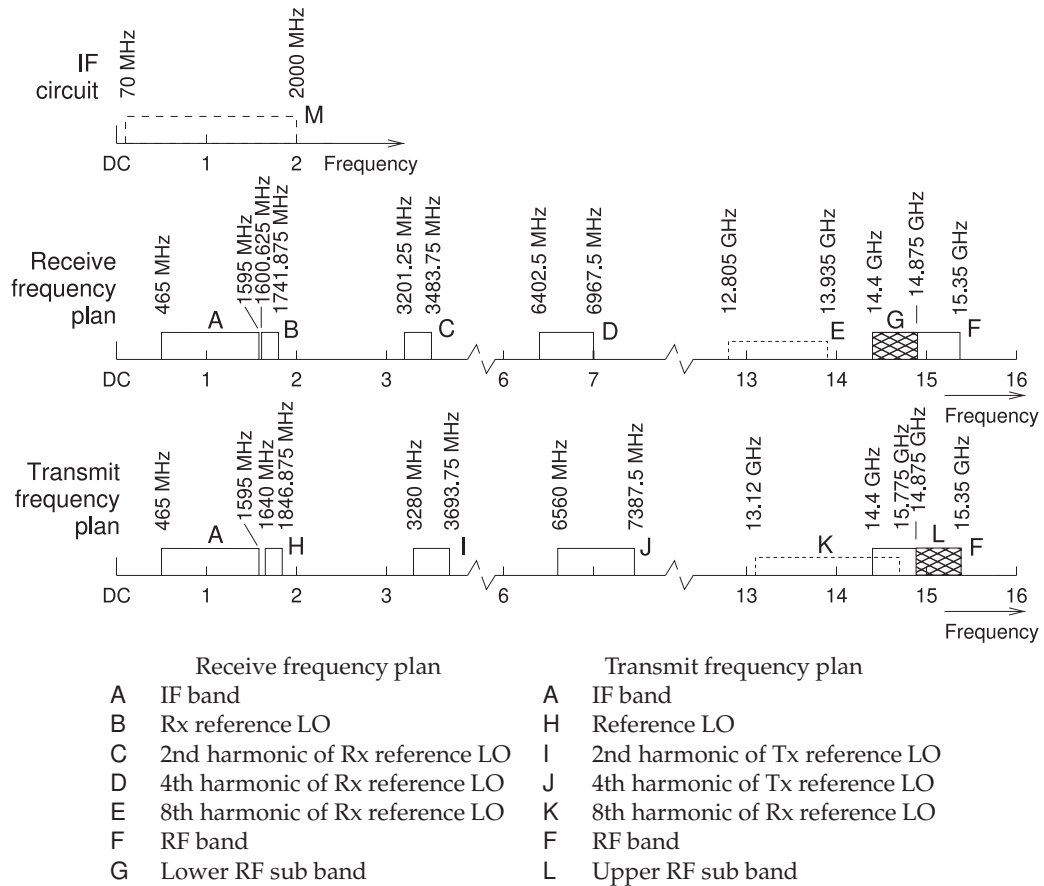 IF
circuit
70 MHz
2000 MHz
M
DC 1 2 Frequency
Receive
frequency
plan
465 MHz
1595 MHz
1600.625 MHz
1741.875 MHz
3201.25 MHz
3483.75 MHz
6402.5 MHz
6967.5 MHz
12.805 GHz
13.935 GHz
14.4 GHz
14.875 GHz
15.35 GHz
A B C D E G F
DC 1 2 3 6 7 13 14 15 16
Frequency
Transmit
frequency
plan
465 MHz
1595 MHz
1640 MHz
1846.875 MHz
3280 MHz
3693.75 MHz
6560 MHz
7387.5 MHz
13.12 GHz
14.4 GHz
15.775 GHz
14.875 GHz
15.35 GHz
A H I J K L F
DC 1 2 3 6 7 13 14 15 16
Frequency
Receive frequency plan Transmit frequency plan
A IF band A IF band
B Rx reference LO H Reference LO
C 2nd harmonic of Rx reference LO I 2nd harmonic of Tx reference LO
D 4th harmonic of Rx reference LO J 4th harmonic of Tx reference LO
E 8th harmonic of Rx reference LO K 8th harmonic of Rx reference LO
F RF band F RF band
G Lower RF sub band L Upper RF sub band